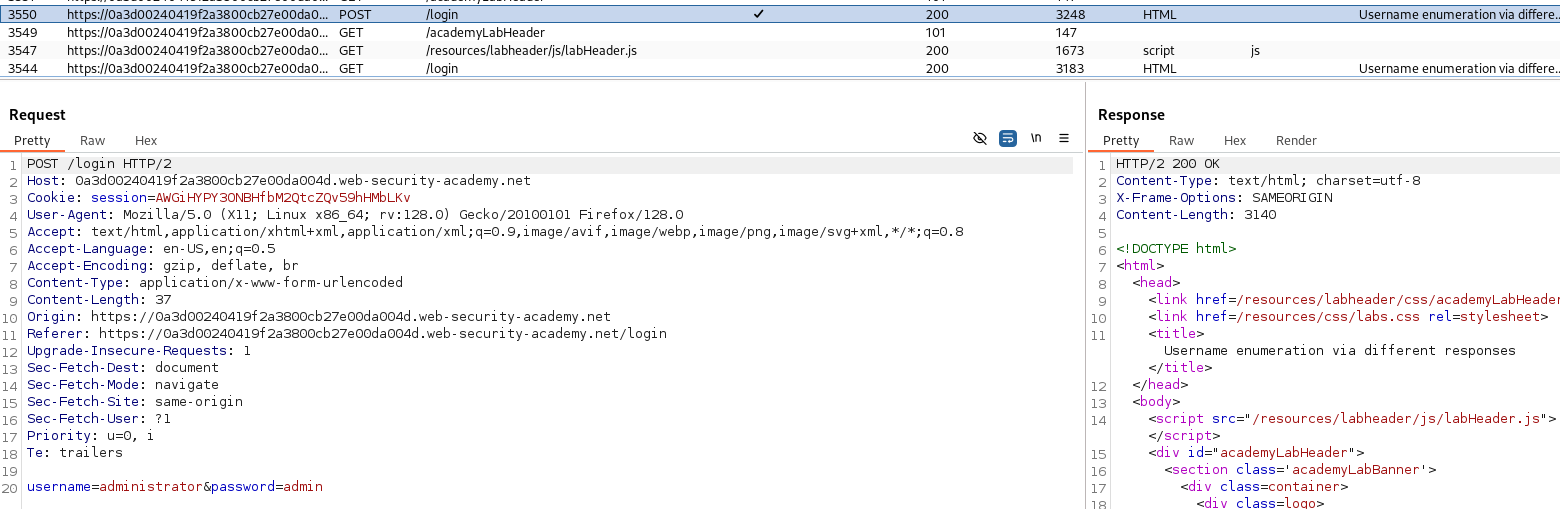 3550 https://0a3d00240419f2a3800cb27e00da0... POST /login ✓ 200 3248 HTML Username enumeration via differe...
3549 https://0a3d00240419f2a3800cb27e00da0... GET /academyLabHeader 101 147
3547 https://0a3d00240419f2a3800cb27e00da0... GET /resources/labheader/js/labHeader.js 200 1673 script js
3544 https://0a3d00240419f2a3800cb27e00da0... GET /login 200 3183 HTML Username enumeration via differe...
Request
Pretty Raw Hex \n
1 POST /login HTTP/2
2 Host: 0a3d00240419f2a3800cb27e00da004d.web-security-academy.net
3 Cookie: session=AWGiHYPY3ONBHfbM2QtcZQv59hHMbLKv
4 User-Agent: Mozilla/5.0 (X11; Linux x86_64; rv:128.0) Gecko/20100101 Firefox/128.0
5 Accept: text/html,application/xhtml+xml,application/xml;q=0.9,image/avif,image/webp,image/png,image/svg+xml,*/*;q=0.8
6 Accept-Language: en-US,en;q=0.5
7 Accept-Encoding: gzip, deflate, br
8 Content-Type: application/x-www-form-urlencoded
9 Content-Length: 37
10 Origin: https://0a3d00240419f2a3800cb27e00da004d.web-security-academy.net
11 Referer: https://0a3d00240419f2a3800cb27e00da004d.web-security-academy.net/login
12 Upgrade-Insecure-Requests: 1
13 Sec-Fetch-Dest: document
14 Sec-Fetch-Mode: navigate
15 Sec-Fetch-Site: same-origin
16 Sec-Fetch-User: ?1
17 Priority: u=0, i
18 Te: trailers
19
20 username=administrator&password=admin
Response
Pretty Raw Hex Render
1 HTTP/2 200 OK
2 Content-Type: text/html; charset=utf-8
3 X-Frame-Options: SAMEORIGIN
4 Content-Length: 3140
5
6 <!DOCTYPE html>
7 <html>
8 <head>
9 <link href=/resources/labheader/css/academyLabHeader
10 <link href=/resources/css/labs.css rel=stylesheet>
11 <title>
Username enumeration via different responses
</title>
12 </head>
13 <body>
14 <script src="/resources/labheader/js/labHeader.js">
</script>
15 <div id="academyLabHeader">
16 <section class='academyLabBanner'>
17 <div class=container>
18 <div class=logo>